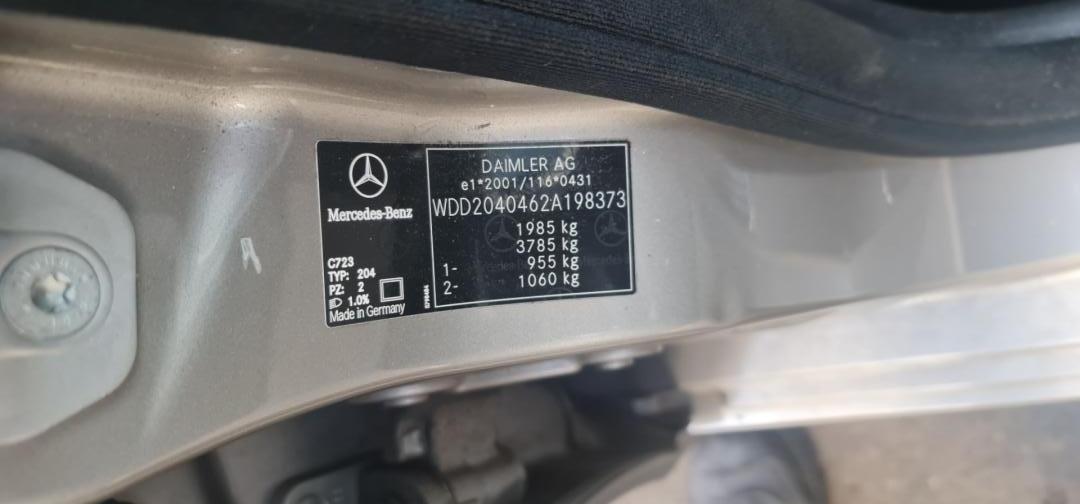 Mercedes-Benz
C723
TYP: 204
PZ: 2
1.0%
Made in Germany
DAIMLER AG
e1*2001/116*0431
WDD2040462A198373
1985 kg
3785 kg
1- 955 kg
2- 1060 kg